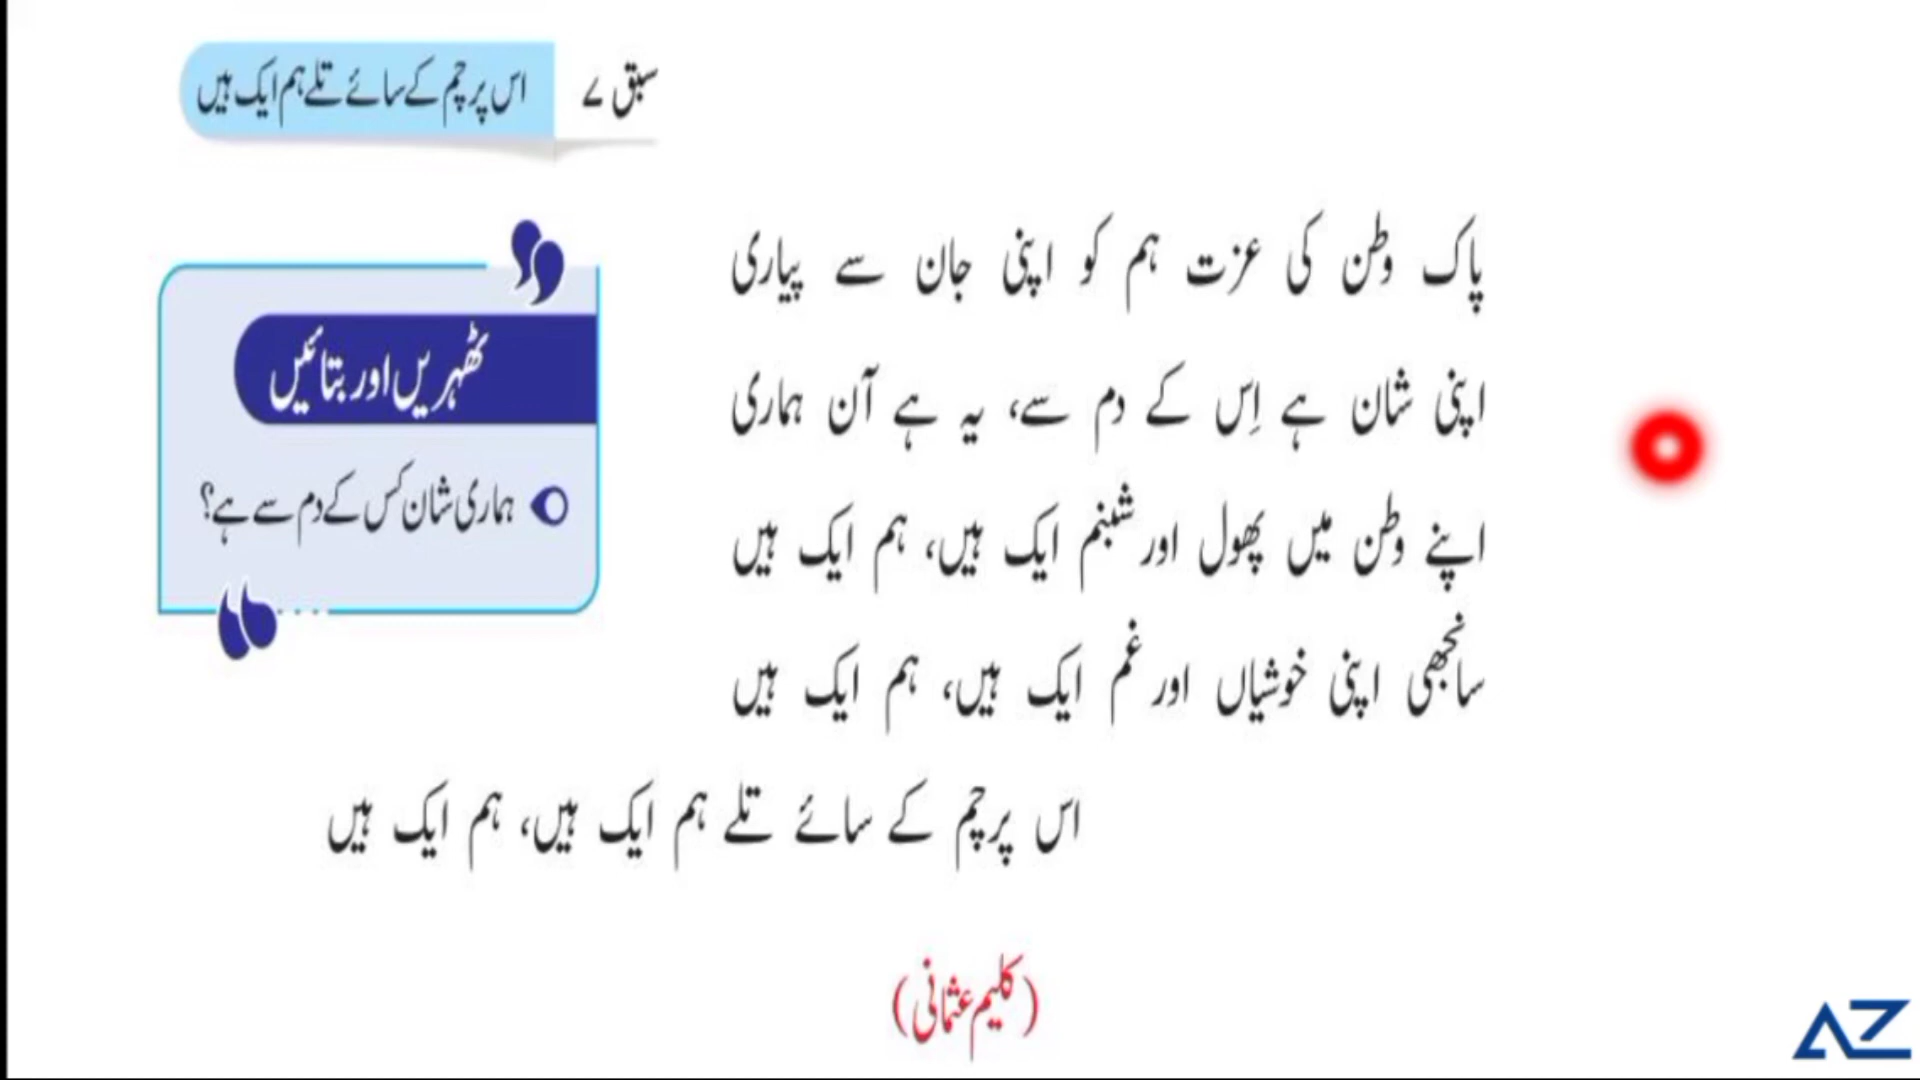 سبق ۷ اس پرچم کے سائے تلے ہم ایک ہیں
پاک وطن کی عزت ہم کو اپنی جان سے پیاری
اپنی شان ہے اِس کے دم سے، یہ ہے آن ہماری
اپنے وطن میں پھول اور شبنم ایک ہیں، ہم ایک ہیں
سانجھی اپنی خوشیاں اور غم ایک ہیں، ہم ایک ہیں
اس پرچم کے سائے تلے ہم ایک ہیں، ہم ایک ہیں
(کلیم عثمانی)
ٹھہریں اور بتائیں
ہماری شان کس کے دم سے ہے؟
AZ